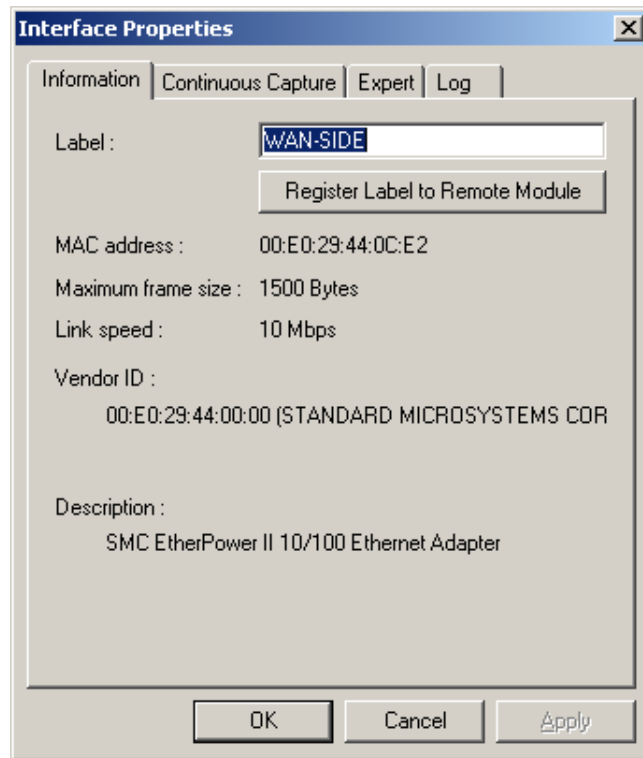 Interface Properties
Information Continuous Capture Expert Log
Label : WAN-SIDE
Register Label to Remote Module
MAC address : 00:E0:29:44:0C:E2
Maximum frame size : 1500 Bytes
Link speed : 10 Mbps
Vendor ID :
00:E0:29:44:00:00 (STANDARD MICROSYSTEMS COR
Description :
SMC EtherPower II 10/100 Ethernet Adapter
OK Cancel Apply